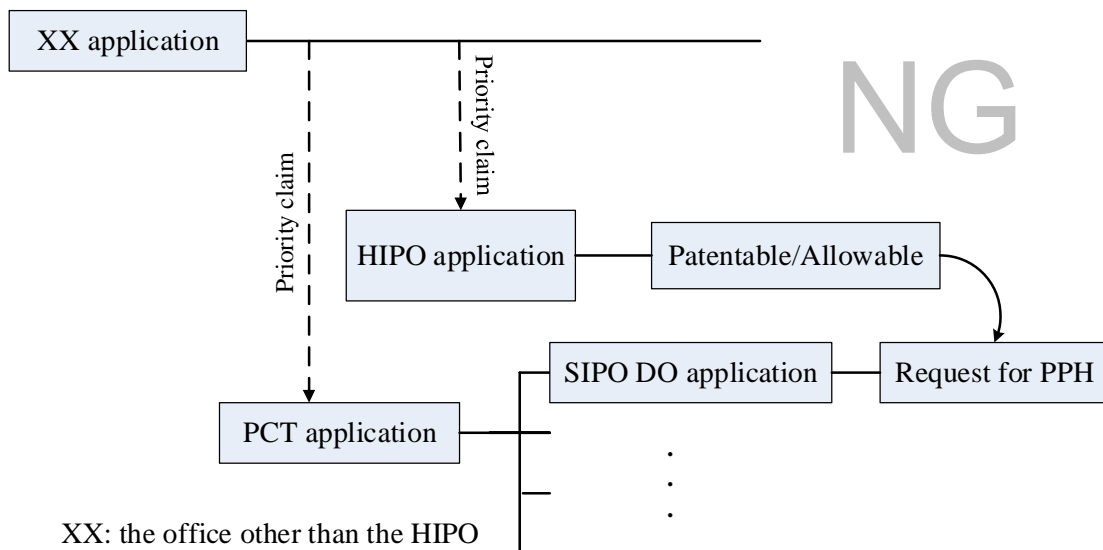 XX application
NG
Priority claim
Priority claim
HIPO application
Patentable/Allowable
SIPO DO application
Request for PPH
PCT application
XX: the office other than the HIPO